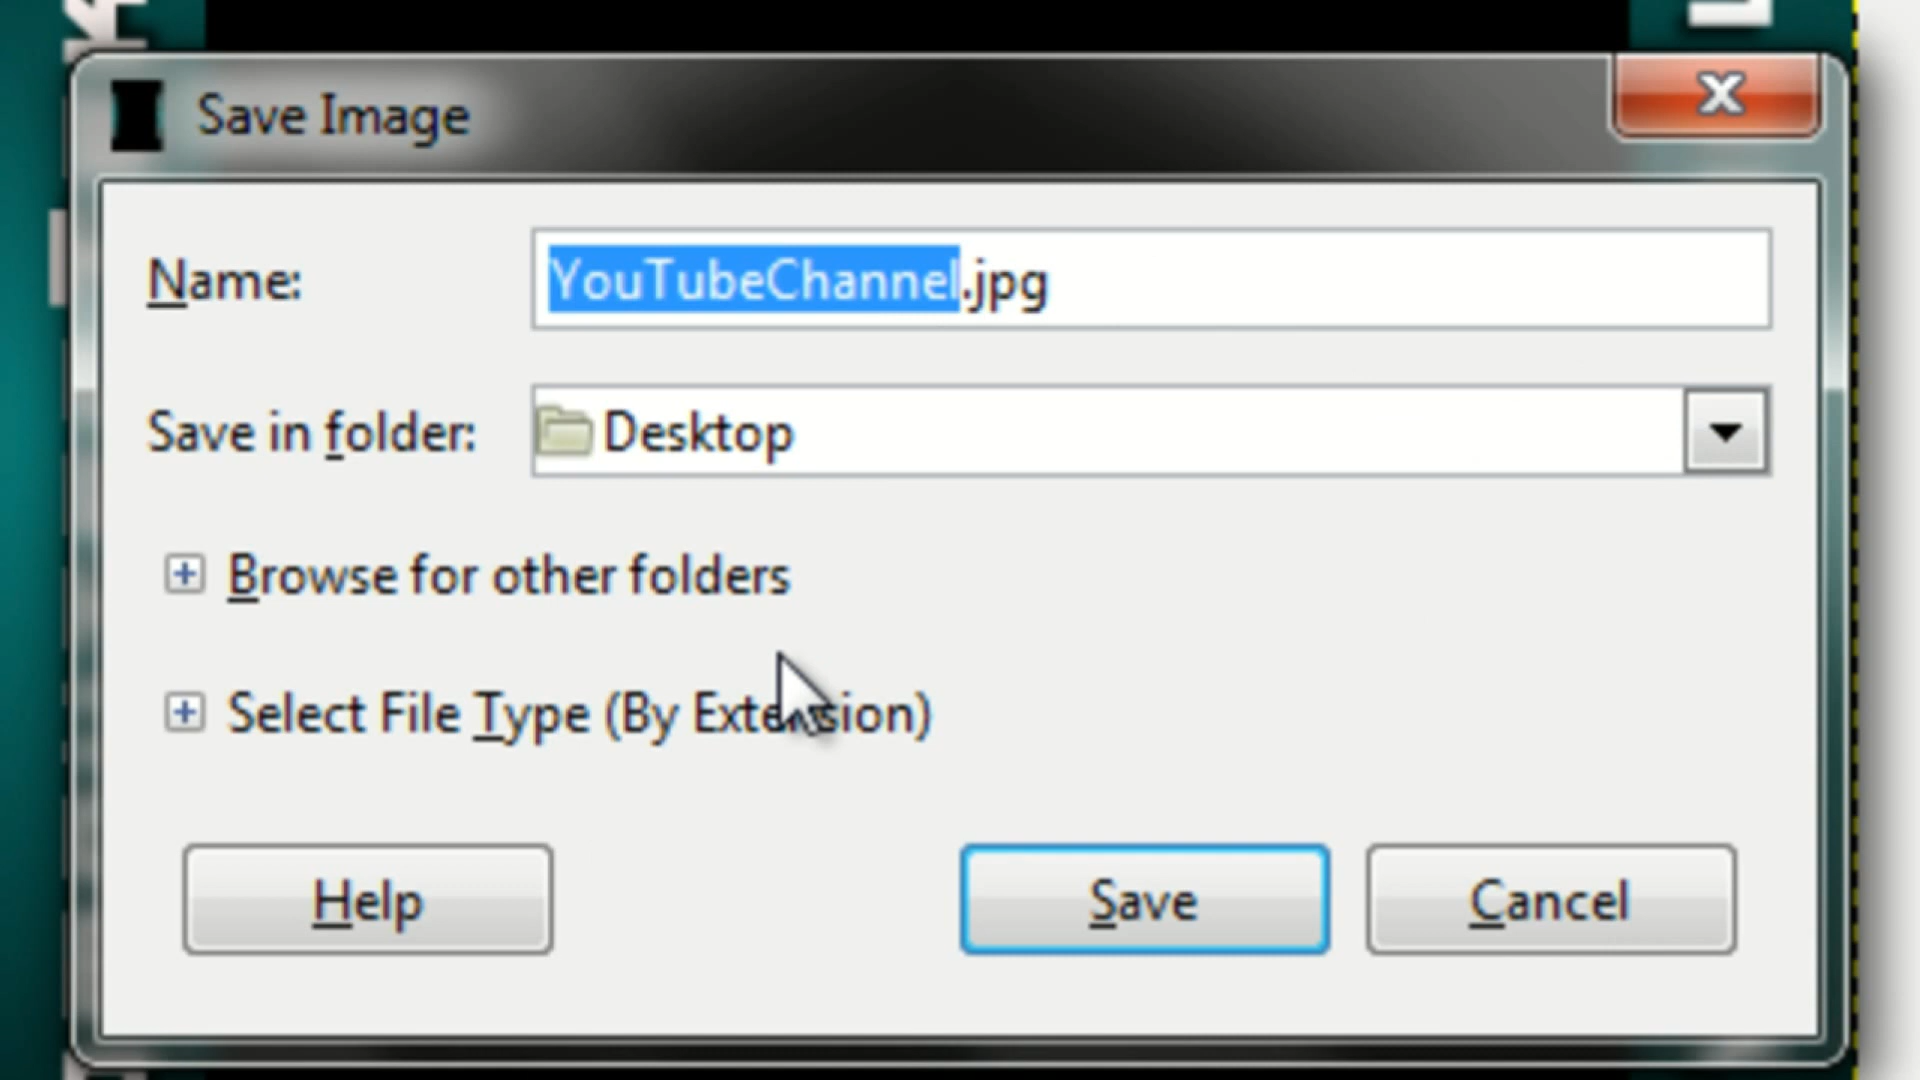 Save Image
Name: YouTubeChannel.jpg
Save in folder: Desktop
Browse for other folders
Select File Type (By Extension)
Help Save Cancel